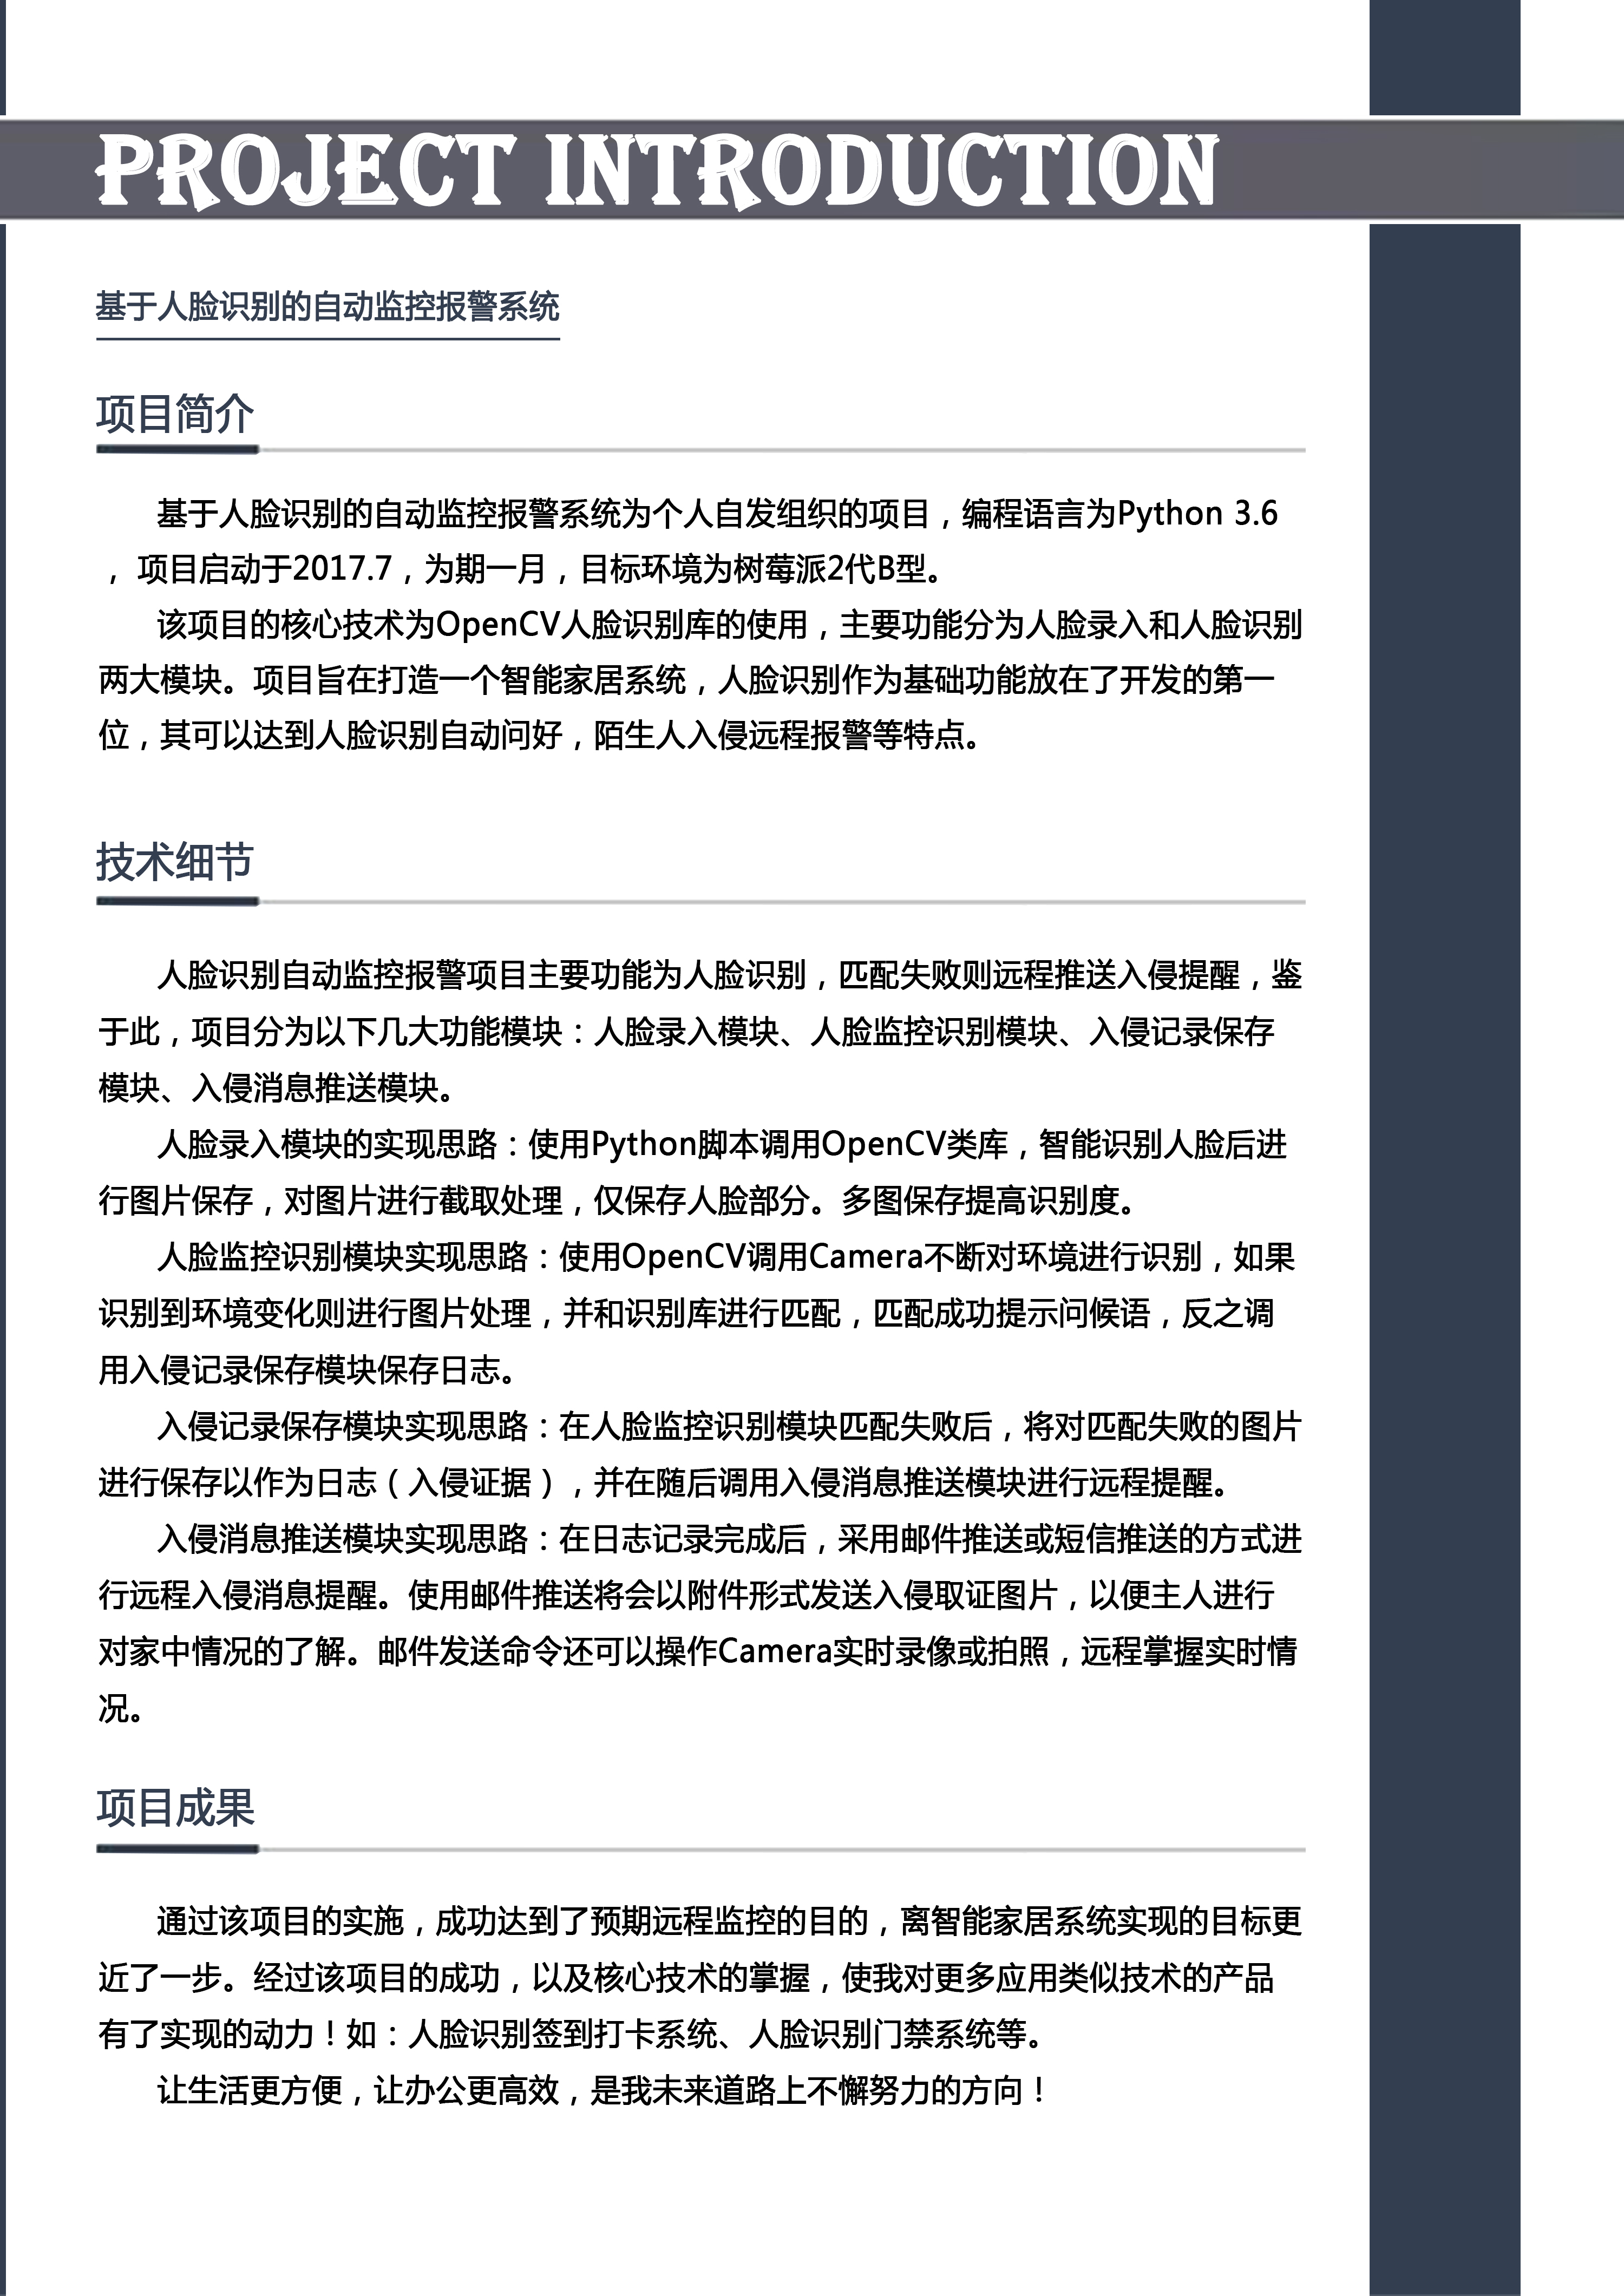 PROJECT INTRODUCTION
基于人脸识别的自动监控报警系统
项目简介
基于人脸识别的自动监控报警系统为个人自发组织的项目，编程语言为Python 3.6
，项目启动于2017.7，为期一月，目标环境为树莓派2代B型。
该项目的核心技术为OpenCV人脸识别库的使用，主要功能分为人脸录入和人脸识别
两大模块。项目旨在打造一个智能家居系统，人脸识别作为基础功能放在了开发的第一
位，其可以达到人脸识别自动问好，陌生人入侵远程报警等特点。
技术细节
人脸识别自动监控报警项目主要功能为人脸识别，匹配失败则远程推送入侵提醒，鉴
于此，项目分为以下几大功能模块：人脸录入模块、人脸监控识别模块、入侵记录保存
模块、入侵消息推送模块。
人脸录入模块的实现思路：使用Python脚本调用OpenCV类库，智能识别人脸后进
行图片保存，对图片进行截取处理，仅保存人脸部分。多图保存提高识别度。
人脸监控识别模块实现思路：使用OpenCV调用Camera不断对环境进行识别，如果
识别到环境变化则进行图片处理，并和识别库进行匹配，匹配成功提示问候语，反之调
用入侵记录保存模块保存日志。
入侵记录保存模块实现思路：在人脸监控识别模块匹配失败后，将对匹配失败的图片
进行保存以作为日志（入侵证据），并在随后调用入侵消息推送模块进行远程提醒。
入侵消息推送模块实现思路：在日志记录完成后，采用邮件推送或短信推送的方式进
行远程入侵消息提醒。使用邮件推送将会以附件形式发送入侵取证图片，以便主人进行
对家中情况的了解。邮件发送命令还可以操作Camera实时录像或拍照，远程掌握实时情
况。
项目成果
通过该项目的实施，成功达到了预期远程监控的目的，离智能家居系统实现的目标更
近了一步。经过该项目的成功，以及核心技术的掌握，使我对更多应用类似技术的产品
有了实现的动力！如：人脸识别签到打卡系统、人脸识别门禁系统等。
让生活更方便，让办公更高效，是我未来道路上不懈努力的方向！